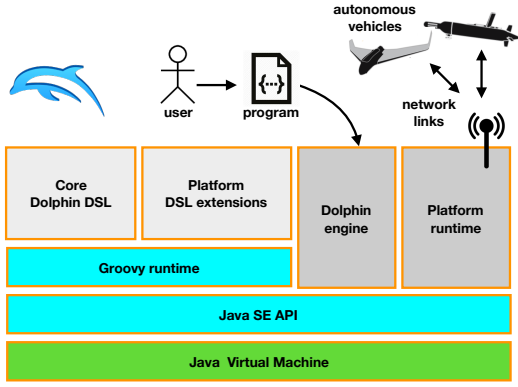 autonomous
vehicles
user
program
{...}
network
links
Core
Dolphin DSL
Platform
DSL extensions
Dolphin
engine
Platform
runtime
Groovy runtime
Java SE API
Java Virtual Machine